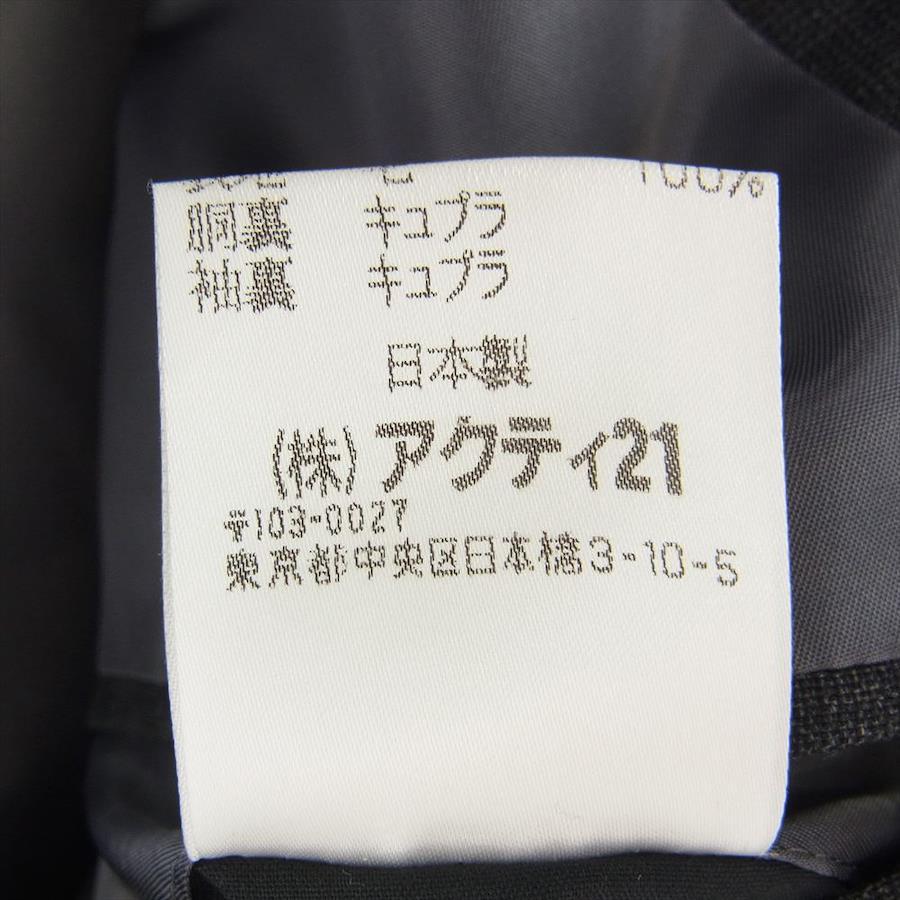 100%
胴裏 キュプラ
袖裏 キュプラ
日本製
(株)アクティ21
〒103-0027
東京都中央区日本橋3-10-5